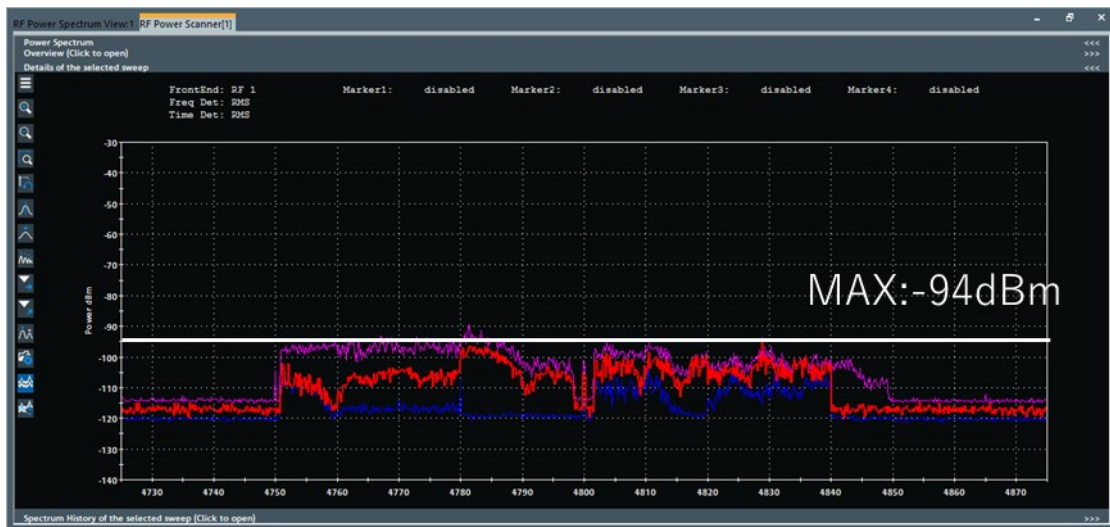 RF Power Spectrum View:1 RF Power Scanner[1]
Power Spectrum <<<
Overview (Click to open) >>>
Details of the selected sweep <<<
FrontEnd: RF 1 Marker1: disabled Marker2: disabled Marker3: disabled Marker4: disabled
Freq Det: RMS
Time Det: RMS
-30
-40
-50
-60
-70
MAX:-94dBm
-80
Power dBm
-90
-100
-110
-120
-130
-140
4730 4740 4750 4760 4770 4780 4790 4800 4810 4820 4830 4840 4850 4860 4870
Spectrum History of the selected sweep (Click to open) >>>